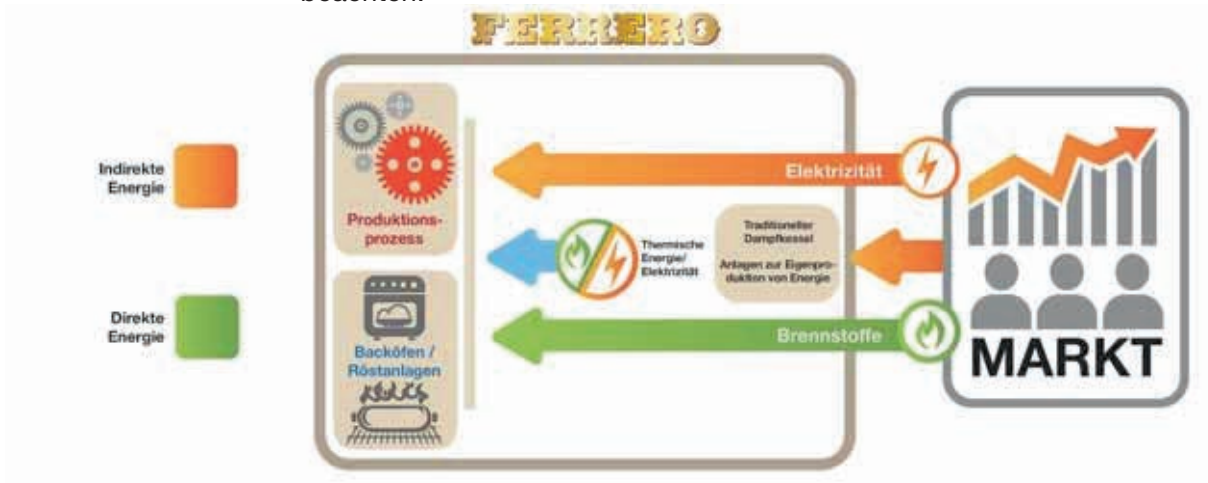 beachten:
FERRERO
Indirekte
Energie
Direkte
Energie
Produktions-
prozess
Backöfen /
Röstanlagen
Elektrizität
Thermische
Energie/
Elektrizität
Traditioneller
Dampfkessel
Anlagen zur Eigenpro-
duktion von Energie
Brennstoffe
MARKT